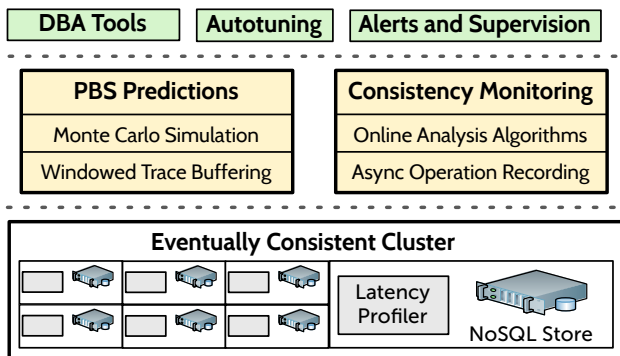 DBA Tools
Autotuning
Alerts and Supervision
PBS Predictions
Monte Carlo Simulation
Windowed Trace Buffering
Consistency Monitoring
Online Analysis Algorithms
Async Operation Recording
Eventually Consistent Cluster
Latency
Profiler
NoSQL Store